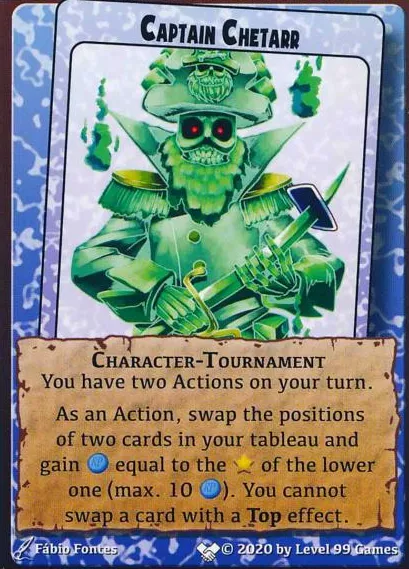 Captain Chetarr
Character-Tournament
You have two Actions on your turn.
As an Action, swap the positions
of two cards in your tableau and
gain equal to the of the lower
one (max. 10 ). You cannot
swap a card with a Top effect.
Fábio Fontes © 2020 by Level 99 Games